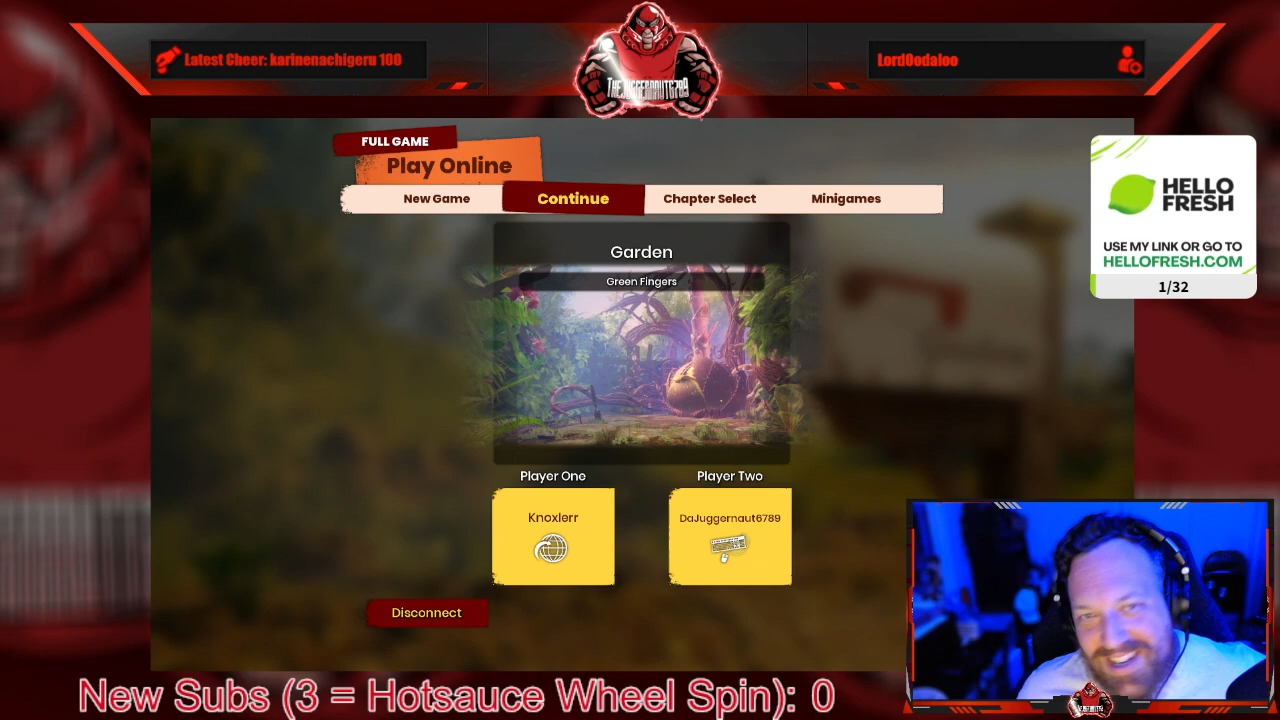 Latest Cheer: karinenachigeru 100
THEJUGGERNAUT6789
LordOodaloo
FULL GAME
Play Online
New Game
Continue
Chapter Select
Minigames
Garden
Green Fingers
HELLO
FRESH
USE MY LINK OR GO TO
HELLOFRESH.COM
1/32
Player One
Player Two
Knoxlerr
DaJuggernaut6789
Disconnect
New Subs (3 = Hotsauce Wheel Spin): 0